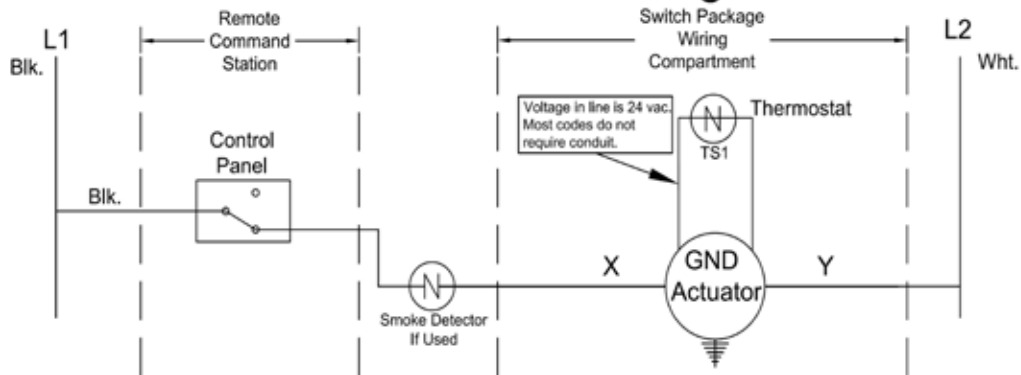 L1
Blk.
Remote
Command
Station
Switch Package
Wiring
Compartment
L2
Wht.
Voltage in line is 24 vac.
Most codes do not
require conduit.
N
Thermostat
TS1
Control
Panel
Blk.
X
GND
Actuator
Y
N
Smoke Detector
If Used